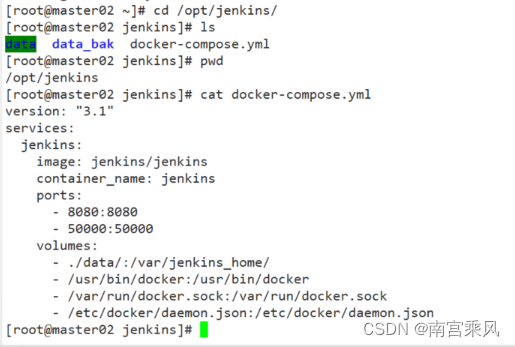 [root@master02 ~]# cd /opt/jenkins/
[root@master02 jenkins]# ls
data  data_bak  docker-compose.yml
[root@master02 jenkins]# pwd
/opt/jenkins
[root@master02 jenkins]# cat docker-compose.yml
version: "3.1"
services:
  jenkins:
    image: jenkins/jenkins
    container_name: jenkins
    ports:
      - 8080:8080
      - 50000:50000
    volumes:
      - ./data/:/var/jenkins_home/
      - /usr/bin/docker:/usr/bin/docker
      - /var/run/docker.sock:/var/run/docker.sock
      - /etc/docker/daemon.json:/etc/docker/daemon.json
[root@master02 jenkins]#
CSDN @南宫乘风